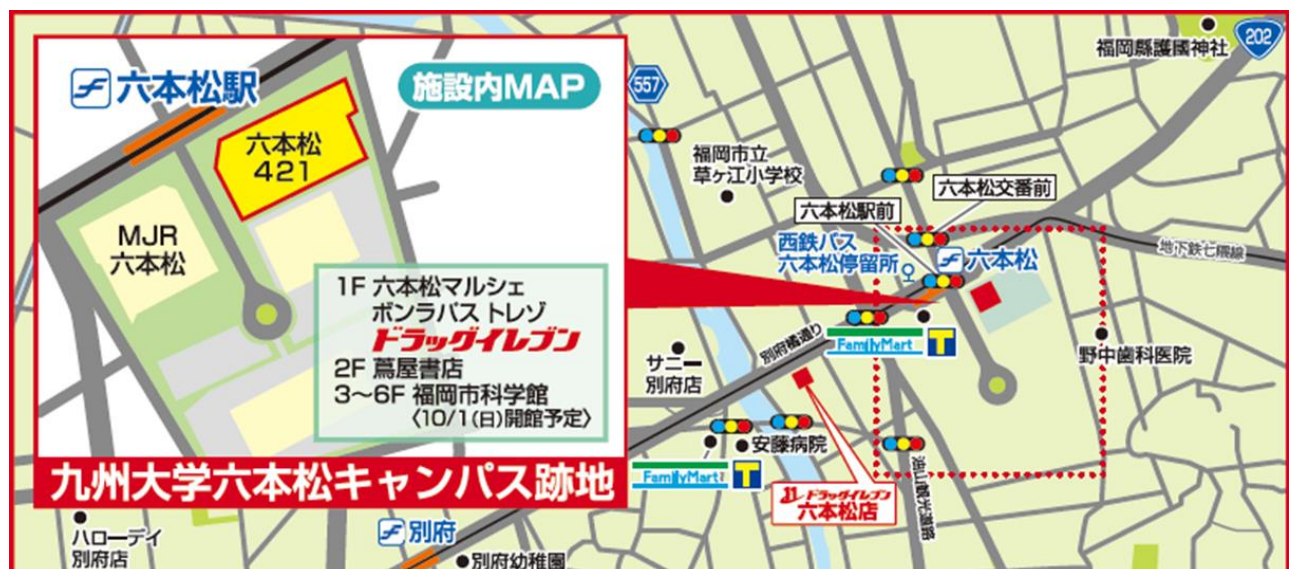 六本松駅
施設内MAP
六本松
421
MJR
六本松
1F 六本松マルシェ
ボンラパス トレゾ
ドラッグイレブン
2F 蔦屋書店
3~6F 福岡市科学館
〈10/1(日)開館予定〉
九州大学六本松キャンパス跡地
557
202
福岡縣護國神社
福岡市立
草ヶ江小学校
六本松交番前
六本松駅前
西鉄バス
六本松停留所
六本松
地下鉄七隈線
別府橋通り
FamilyMart
T
野中歯科医院
サニー
別府店
安藤病院
FamilyMart
T
ドラッグイレブン
六本松店
油山観光道路
ハローデイ
別府店
別府
別府幼稚園